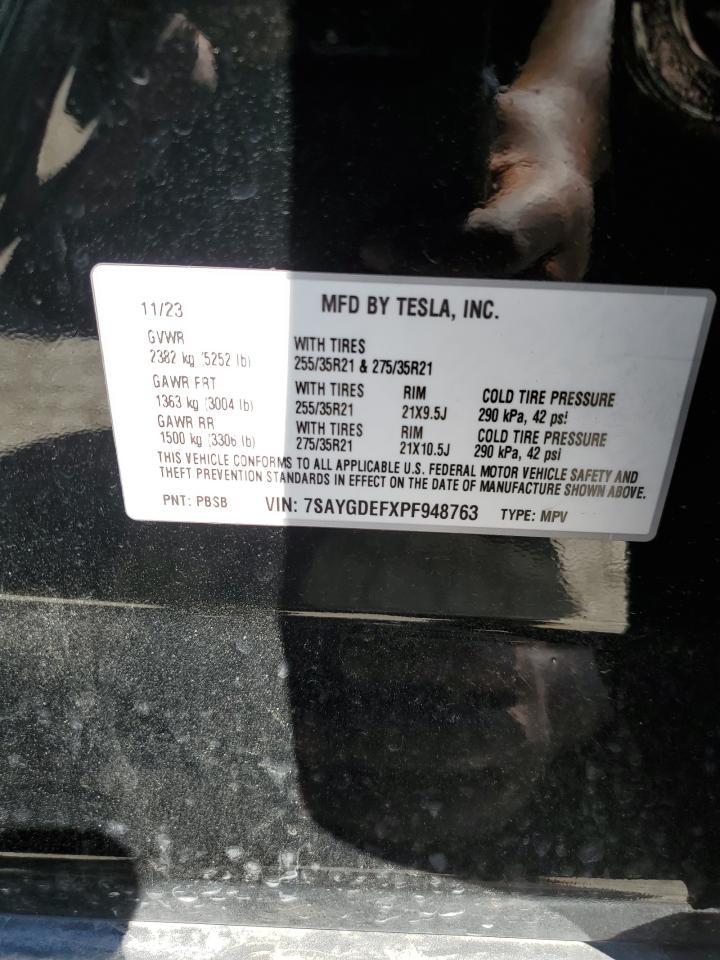 11/23 MFD BY TESLA, INC.
GVWR WITH TIRES
2382 kg (5252 lb) 255/35R21 & 275/35R21
GAWR FRT WITH TIRES RIM COLD TIRE PRESSURE
1363 kg (3004 lb) 255/35R21 21X9.5J 290 kPa, 42 psi
GAWR RR WITH TIRES RIM COLD TIRE PRESSURE
1500 kg (3306 lb) 275/35R21 21X10.5J 290 kPa, 42 psi
THIS VEHICLE CONFORMS TO ALL APPLICABLE U.S. FEDERAL MOTOR VEHICLE SAFETY AND
THEFT PREVENTION STANDARDS IN EFFECT ON THE DATE OF MANUFACTURE SHOWN ABOVE.
PNT: PBSB VIN: 7SAYGDEFXPF948763 TYPE: MPV